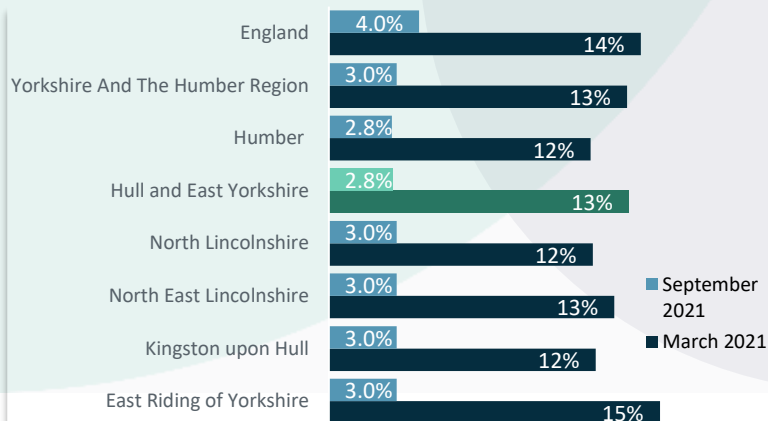 England
4.0%
14%
Yorkshire And The Humber Region
3.0%
13%
Humber
2.8%
12%
Hull and East Yorkshire
2.8%
13%
North Lincolnshire
3.0%
12%
North East Lincolnshire
3.0%
13%
Kingston upon Hull
3.0%
12%
East Riding of Yorkshire
3.0%
15%
September
2021
March 2021